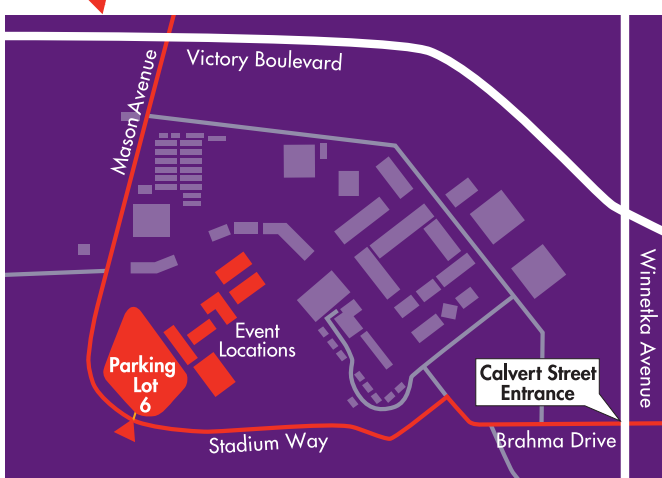 Victory Boulevard
Mason Avenue
Winnetka Avenue
Event
Locations
Parking
Lot
6
Calvert Street
Entrance
Stadium Way
Brahma Drive